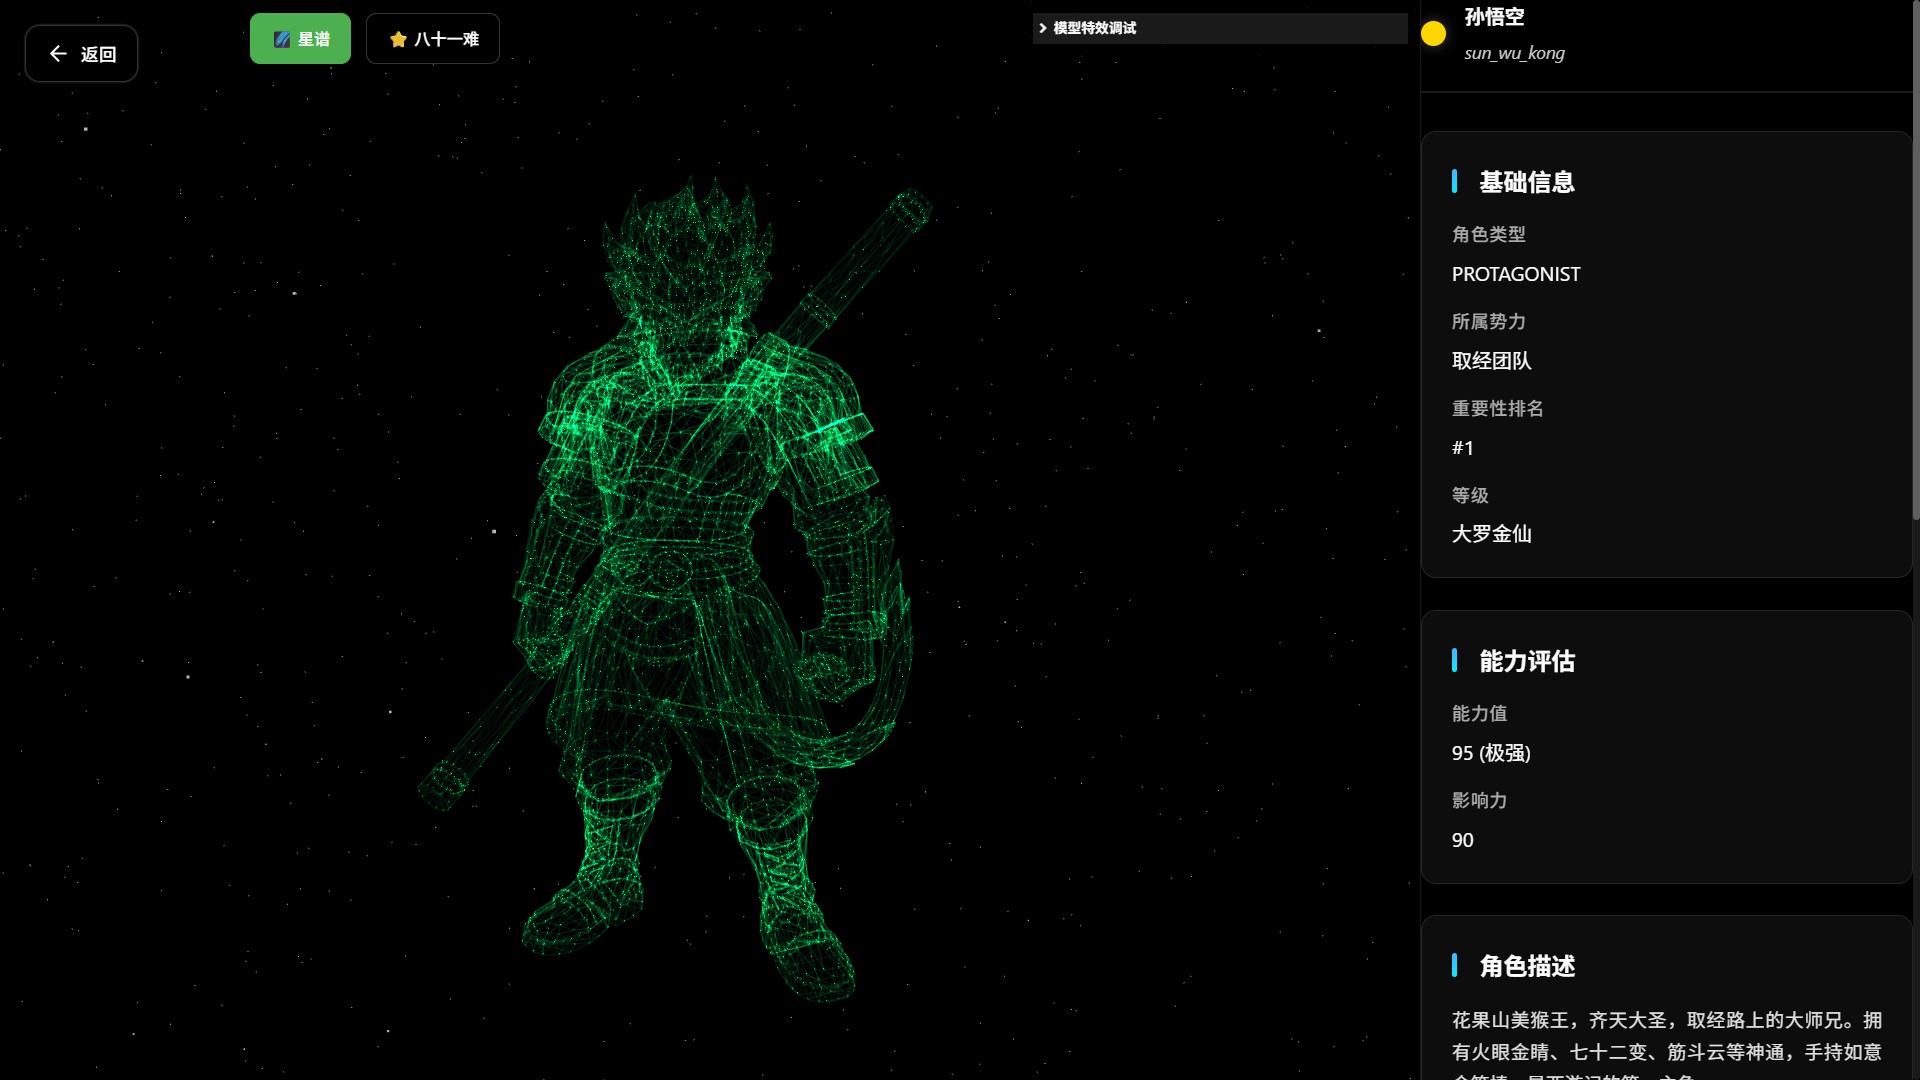 返回
星谱
八十一难
模型特效调试
孙悟空
sun_wu_kong
基础信息
角色类型
PROTAGONIST
所属势力
取经团队
重要性排名
#1
等级
大罗金仙
能力评估
能力值
95 (极强)
影响力
90
角色描述
花果山美猴王，齐天大圣，取经路上的大师兄。拥
有火眼金睛、七十二变、筋斗云等神通，手持如意